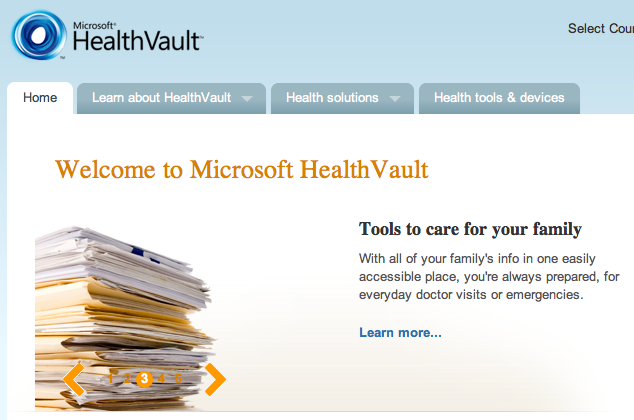 Microsoft®
HealthVault™
Select Cou
Home
Learn about HealthVault
Health solutions
Health tools & devices
Welcome to Microsoft HealthVault
Tools to care for your family
With all of your family's info in one easily
accessible place, you're always prepared, for
everyday doctor visits or emergencies.
Learn more...
1 2 3 4 5